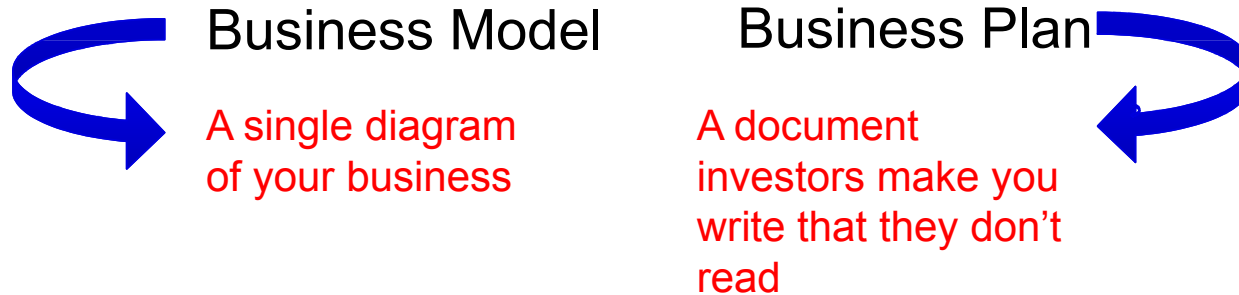 Business Model
A single diagram
of your business
Business Plan
A document
investors make you
write that they don’t
read